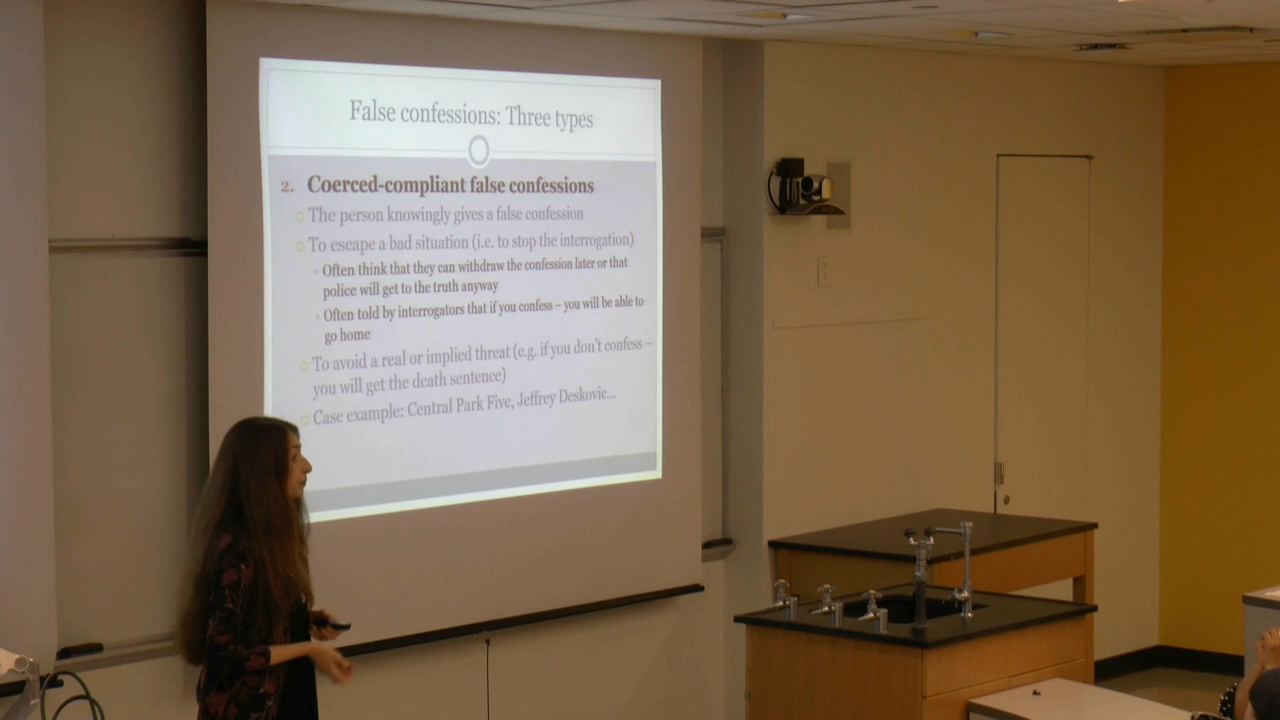 False confessions: Three types
2. Coerced-compliant false confessions
The person knowingly gives a false confession
To escape a bad situation (i.e. to stop the interrogation)
Often think that they can withdraw the confession later or that
police will get to the truth anyway
Often told by interrogators that if you confess – you will be able to
go home
To avoid a real or implied threat (e.g. if you don't confess –
you will get the death sentence)
Case example: Central Park Five, Jeffrey Deskovic...